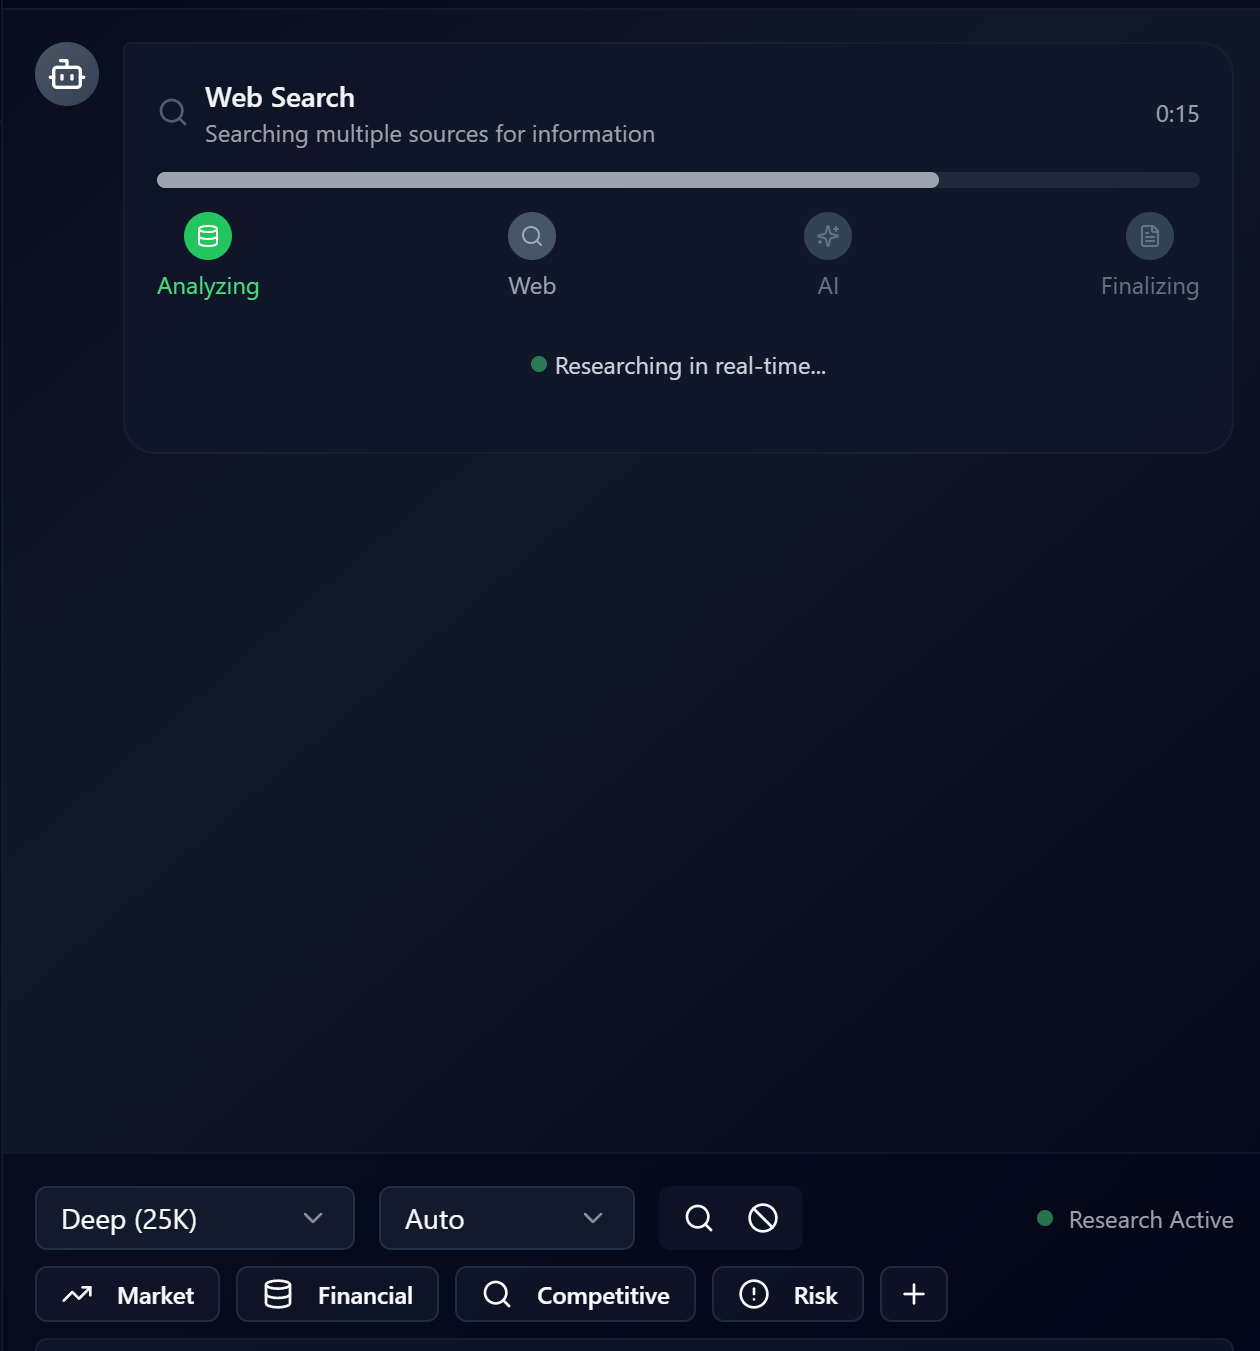 Web Search
Searching multiple sources for information
0:15
Analyzing
Web
AI
Finalizing
Researching in real-time...
Deep (25K)
Auto
Research Active
Market
Financial
Competitive
Risk